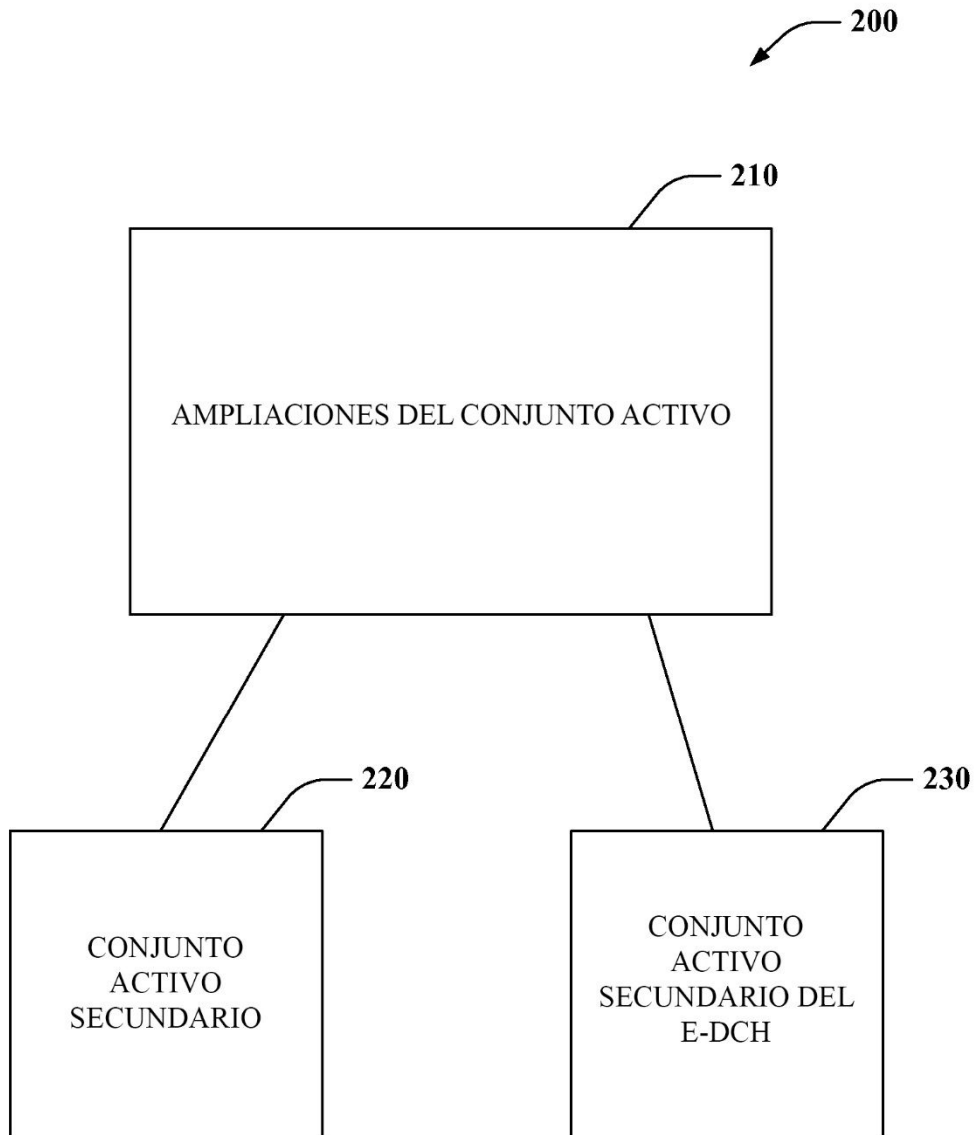 200
210
AMPLIACIONES DEL CONJUNTO ACTIVO
220
230
CONJUNTO
ACTIVO
SECUNDARIO
CONJUNTO
ACTIVO
SECUNDARIO DEL
E-DCH